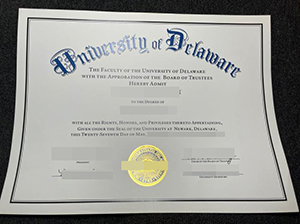 University of Delaware
The Faculty of the University of Delaware
with the Approbation of the Board of Trustees
Hereby Admit
to the Degree of
with all the Rights, Honors, and Privileges thereto Appertaining,
Given under the Seal of the University at Newark, Delaware,
this Twenty-Seventh Day of May,